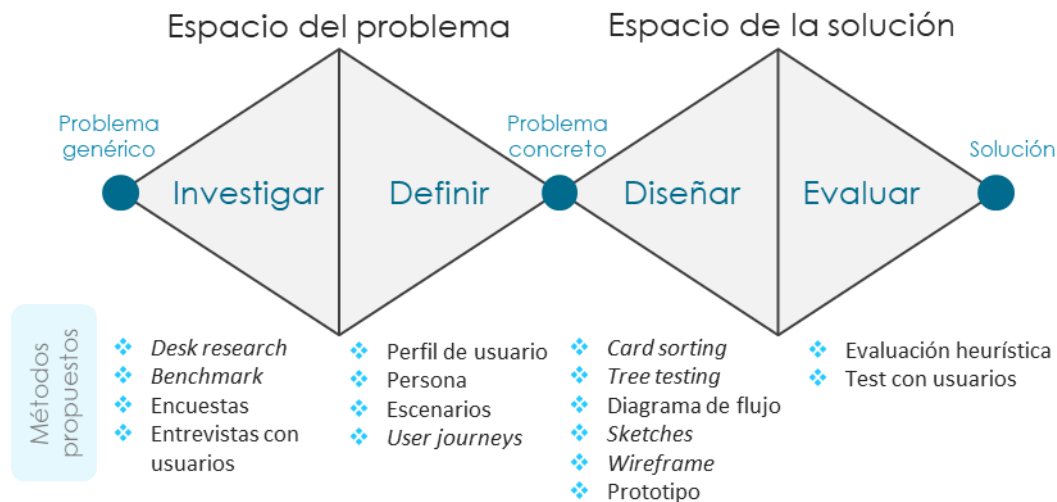 Espacio del problema
Espacio de la solución
Problema
genérico
Problema
concreto
Solución
Investigar
Definir
Diseñar
Evaluar
Métodos
propuestos
Desk research
Benchmark
Encuestas
Entrevistas con
usuarios
Perfil de usuario
Persona
Escenarios
User journeys
Card sorting
Tree testing
Diagrama de flujo
Sketches
Wireframe
Prototipo
Evaluación heurística
Test con usuarios